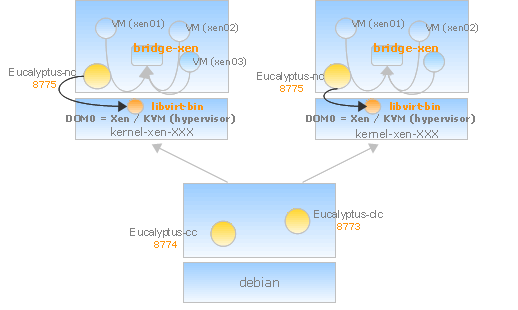 VM (xen01)
VM (xen02)
bridge-xen
VM (xen03)
Eucalyptus-nc
8775
libvirt-bin
DOM0 = Xen / KVM (hypervisor)
kernel-xen-XXX
VM (xen01)
VM (xen02)
bridge-xen
Eucalyptus-nc
8775
libvirt-bin
DOM0 = Xen / KVM (hypervisor)
kernel-xen-XXX
Eucalyptus-clc
8773
Eucalyptus-cc
8774
debian